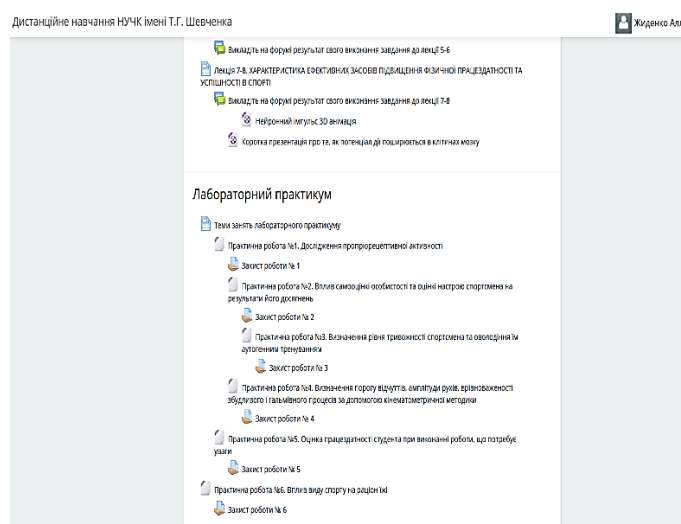 Дистанційне навчання НУЧК імені Т.Г. Шевченка
Жиденко Алл
Викладіть на форумі результат свого виконання завдання до лекції 5-6
Лекція 7-8. ХАРАКТЕРИСТИКА ЕФЕКТИВНИХ ЗАСОБІВ ПІДВИЩЕННЯ ФІЗИЧНОЇ ПРАЦЕЗДАТНОСТІ ТА
УСПІШНОСТІ В СПОРТІ
Викладіть на форумі результат свого виконання завдання до лекції 7-8
Нейронний імпульс 3D анімація
Коротка презентація про те, як потенціал дії поширюється в клітинах мозку
Лабораторний практикум
Теми занять лабораторного практикуму
Практична робота №1. Дослідження пропріорецептивної активності
Захист роботи № 1
Практична робота №2. Вплив самооцінкі особистості та оцінкі настрою спортсмена на
результати його досягнень
Захист роботи № 2
Практична робота №3. Визначення рівня тривожності спортсмена та оволодіння їм
аутогенним тренуванням
Захист роботи № 3
Практична робота №4. Визначення порогу відчуттів, амплітуди рухів, врівноваженості
збудливого і гальмівного процесів за допомогою кінематометричної методики
Захист роботи № 4
Практична робота №5. Оцінка працездатності студента при виконанні роботи, що потребує
уваги
Захист роботи № 5
Практична робота №6. Вплив виду спорту на раціон їжі
Захист роботи № 6